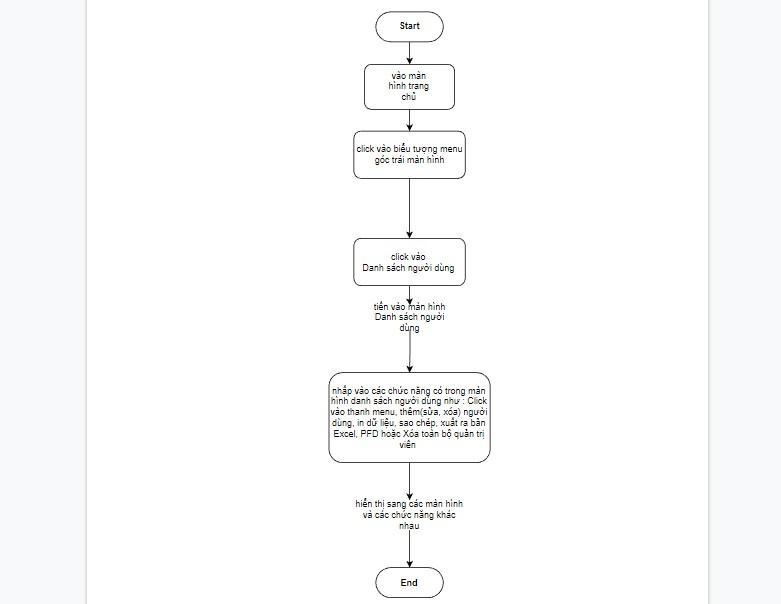 Start
vào màn
hình trang
chủ
click vào biểu tượng menu
góc trái màn hình
click vào
Danh sách người dùng
tiến vào màn hình
Danh sách người
dùng
nhấp vào các chức năng có trong màn
hình danh sách người dùng như : Click
vào thanh menu, thêm(sửa, xóa) người
dùng, in dữ liệu, sao chép, xuất ra bản
Excel, PFD hoặc Xóa toàn bộ quản trị
viên
hiển thị sang các màn hình
và các chức năng khác
nhau
End